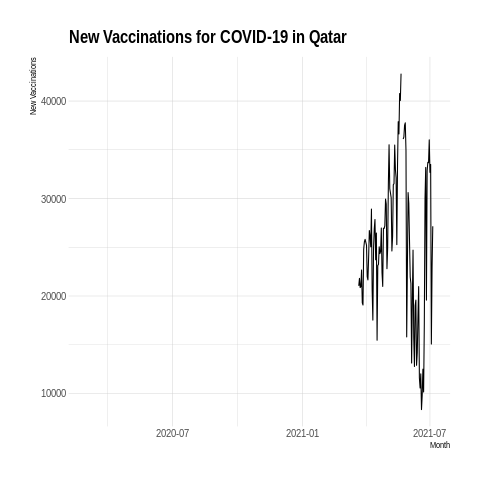 New Vaccinations for COVID-19 in Qatar
New Vaccinations
40000
30000
20000
10000
2020-07
2021-01
2021-07
Month